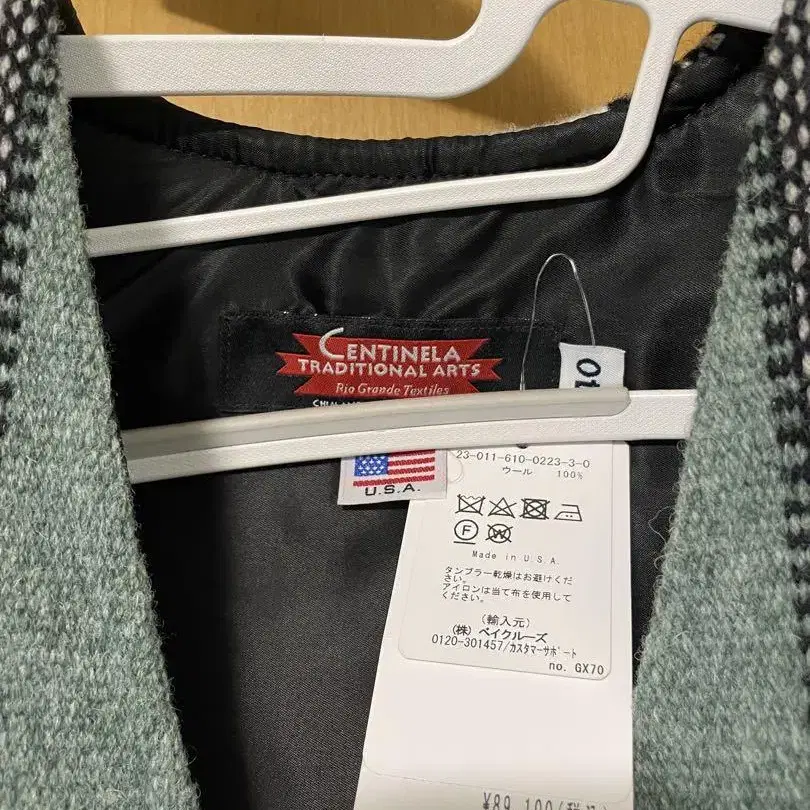 CENTINELA
TRADITIONAL ARTS
Rio Grande Textiles
U.S.A.
23-011-610-0223-3-0
ウール 100%
F W
Made in U.S.A.
タンブラー乾燥はお避けくだ
さい。
アイロンは当て布を使用して
ください。
(輸入元)
(株) ベイクルーズ
0120-301457/カスタマーサポート
no. GX70
¥89,100(税込)